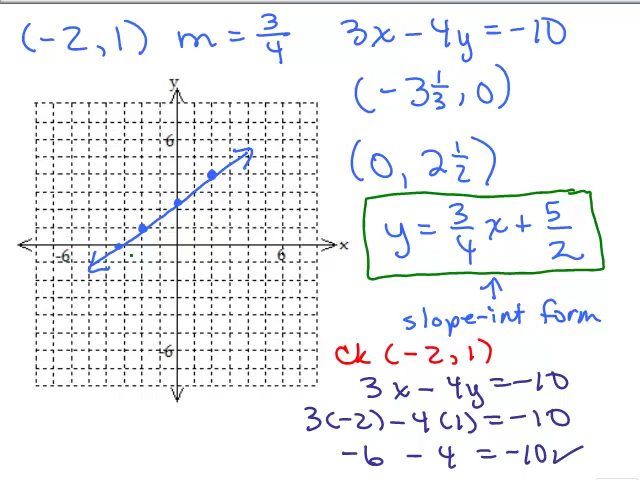 (-2, 1) m = 3/4
3x - 4y = -10
(-3 1/3, 0)
(0, 2 1/2)
y = 3/4 x + 5/2
slope-int form
y
6
-6
6
x
-6
ck (-2, 1)
3x - 4y = -10
3(-2) - 4(1) = -10
-6 - 4 = -10 ✓